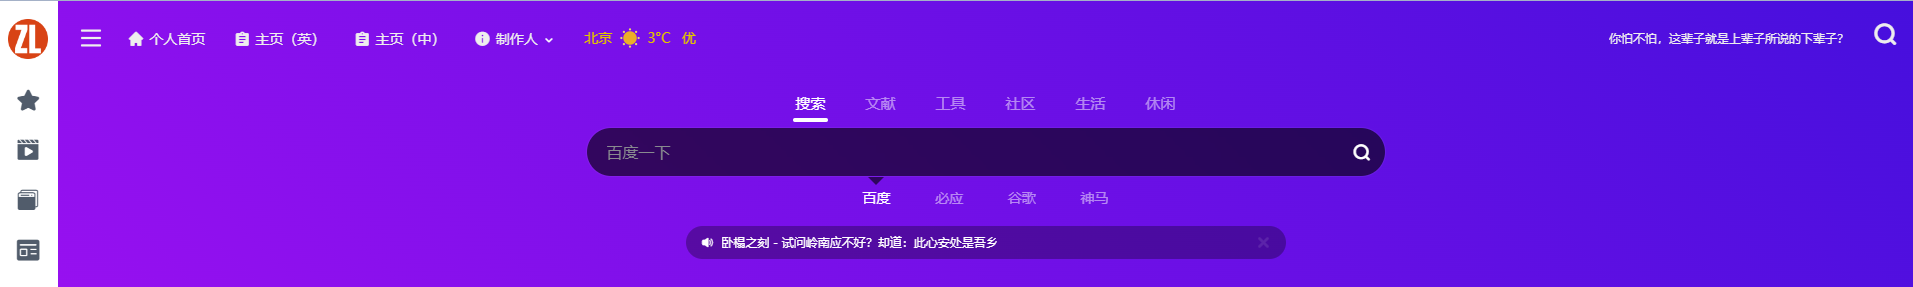 ZL
个人首页 主页（英） 主页（中） 制作人 北京 3°C 优 你怕不怕，这辈子就是上辈子所说的下辈子？
搜索 文献 工具 社区 生活 休闲
百度一下
百度 必应 谷歌 神马
卧榻之刻 - 试问岭南应不好？却道：此心安处是吾乡